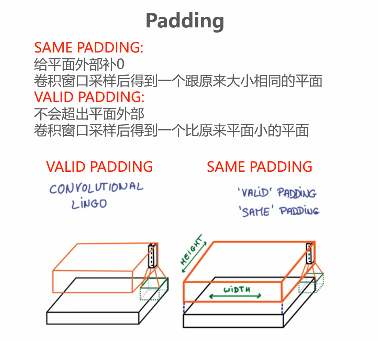 Padding
SAME PADDING:
给平面外部补0
卷积窗口采样后得到一个跟原来大小相同的平面
VALID PADDING:
不会超出平面外部
卷积窗口采样后得到一个比原来平面小的平面
VALID PADDING
SAME PADDING
CONVOLUTIONAL
LINGO
'VALID' PADDING
'SAME' PADDING
HEIGHT
WIDTH